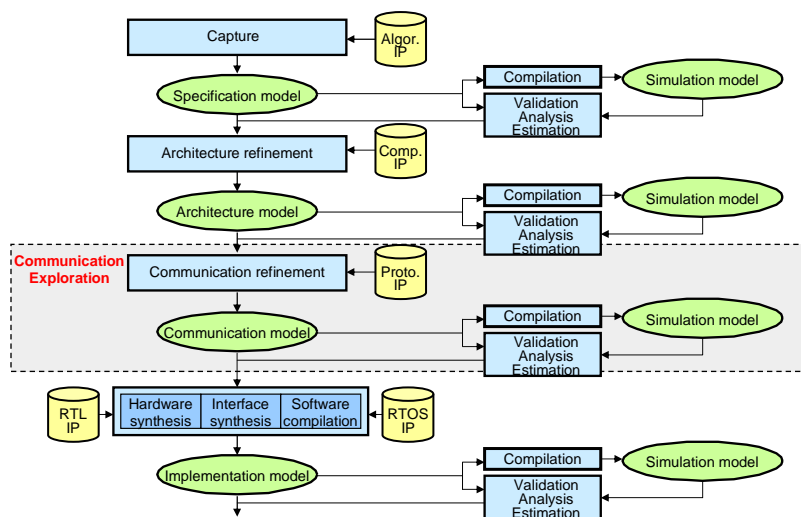 Capture
Algor.
IP
Specification model
Compilation
Simulation model
Validation
Analysis
Estimation
Architecture refinement
Comp.
IP
Architecture model
Compilation
Simulation model
Validation
Analysis
Estimation
Communication
Exploration
Communication refinement
Proto.
IP
Communication model
Compilation
Simulation model
Validation
Analysis
Estimation
RTL
IP
Hardware
synthesis
Interface
synthesis
Software
compilation
RTOS
IP
Implementation model
Compilation
Simulation model
Validation
Analysis
Estimation